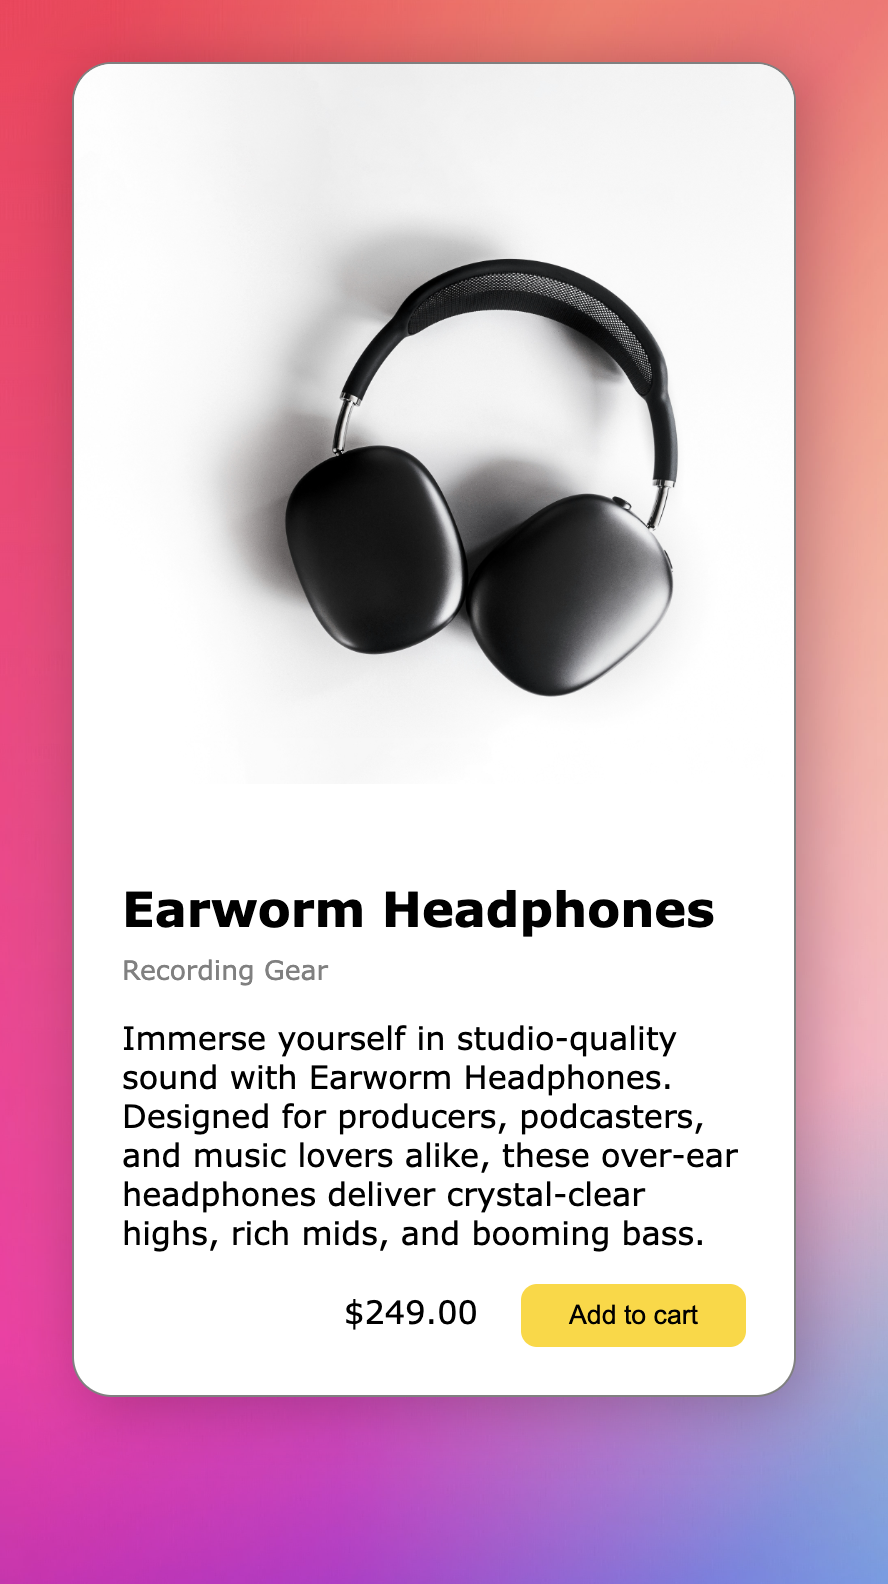 Earworm Headphones
Recording Gear
Immerse yourself in studio-quality
sound with Earworm Headphones.
Designed for producers, podcasters,
and music lovers alike, these over-ear
headphones deliver crystal-clear
highs, rich mids, and booming bass.
$249.00 Add to cart